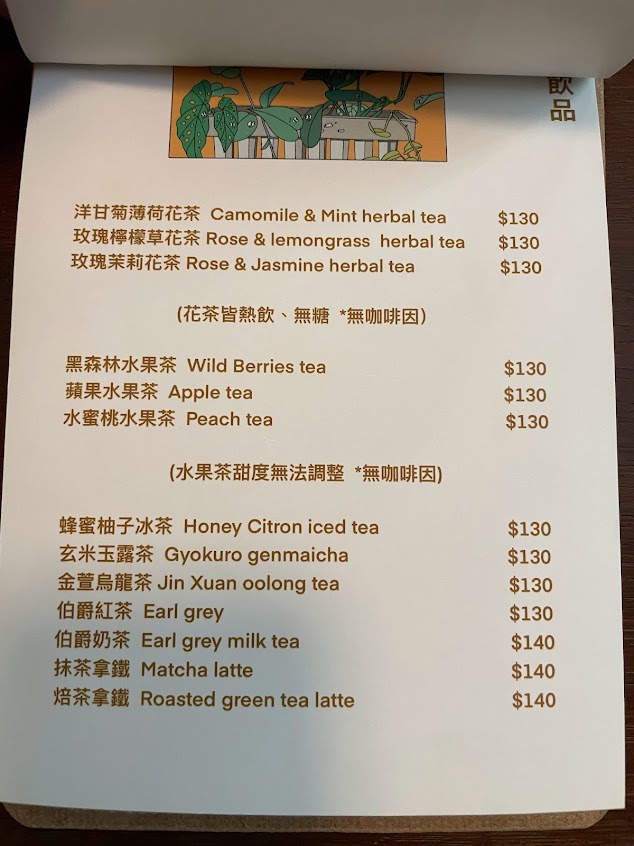 飲品
洋甘菊薄荷花茶 Camomile & Mint herbal tea $130
玫瑰檸檬草花茶 Rose & lemongrass herbal tea $130
玫瑰茉莉花茶 Rose & Jasmine herbal tea $130
(花茶皆熱飲、無糖 *無咖啡因)
黑森林水果茶 Wild Berries tea $130
蘋果水果茶 Apple tea $130
水蜜桃水果茶 Peach tea $130
(水果茶甜度無法調整 *無咖啡因)
蜂蜜柚子冰茶 Honey Citron iced tea $130
玄米玉露茶 Gyokuro genmaicha $130
金萱烏龍茶 Jin Xuan oolong tea $130
伯爵紅茶 Earl grey $130
伯爵奶茶 Earl grey milk tea $140
抹茶拿鐵 Matcha latte $140
焙茶拿鐵 Roasted green tea latte $140